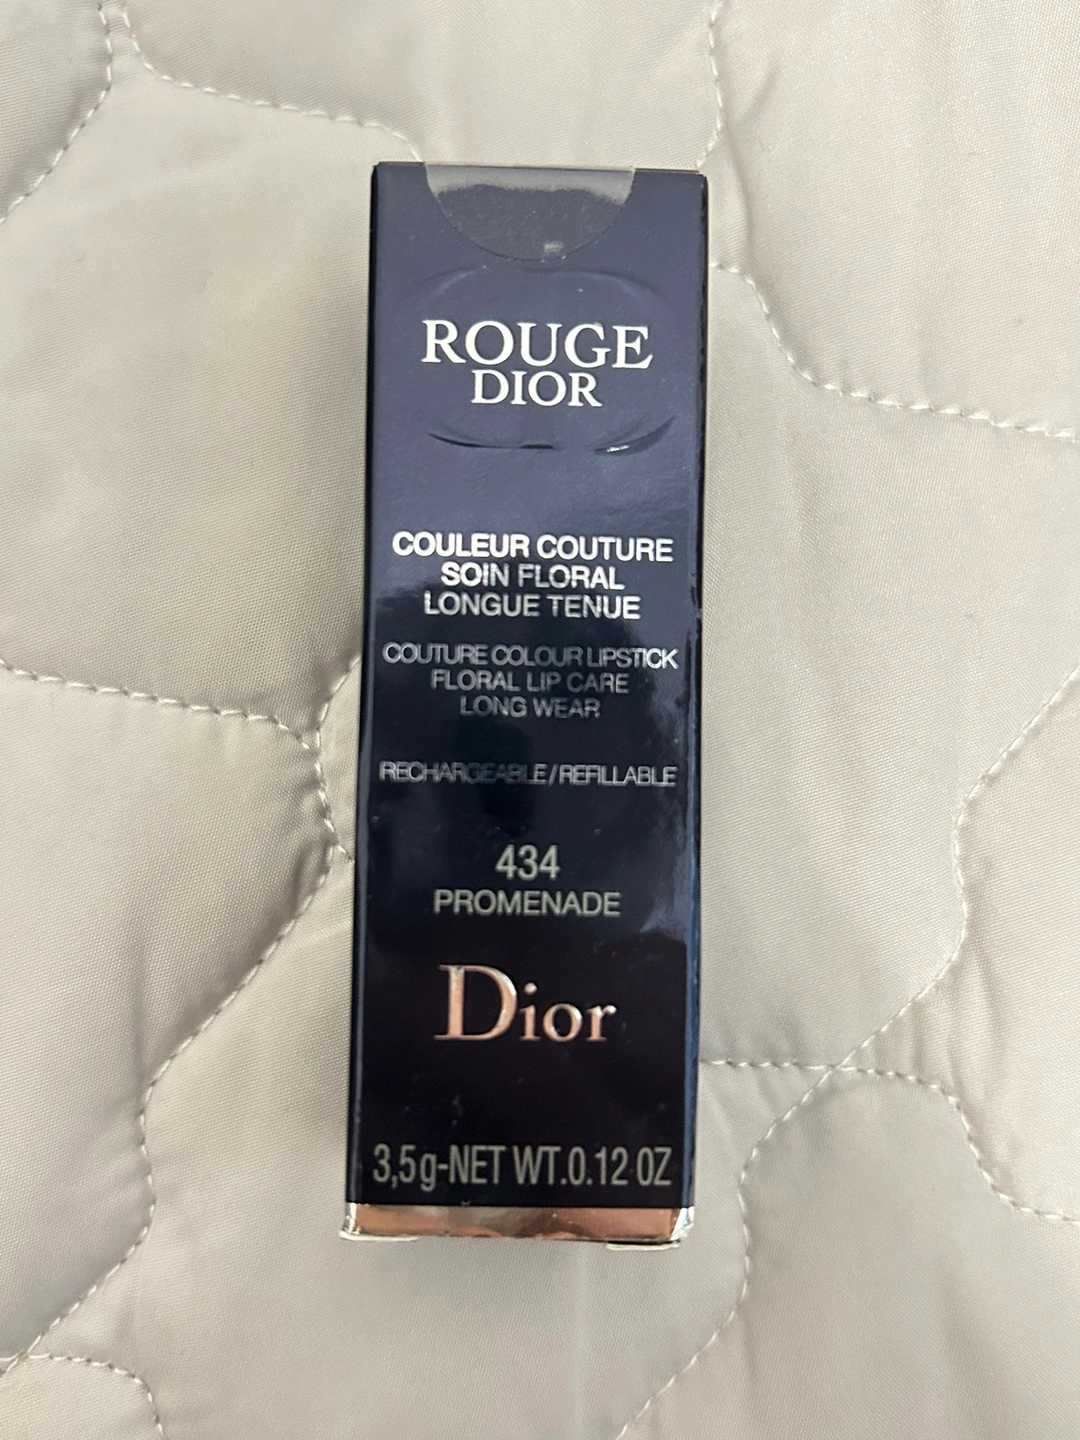 ROUGE
DIOR
COULEUR COUTURE
SOIN FLORAL
LONGUE TENUE
COUTURE COLOUR LIPSTICK
FLORAL LIP CARE
LONG WEAR
RECHARGEABLE/REFILLABLE
434
PROMENADE
Dior
3,5g-NET WT.0.12 OZ